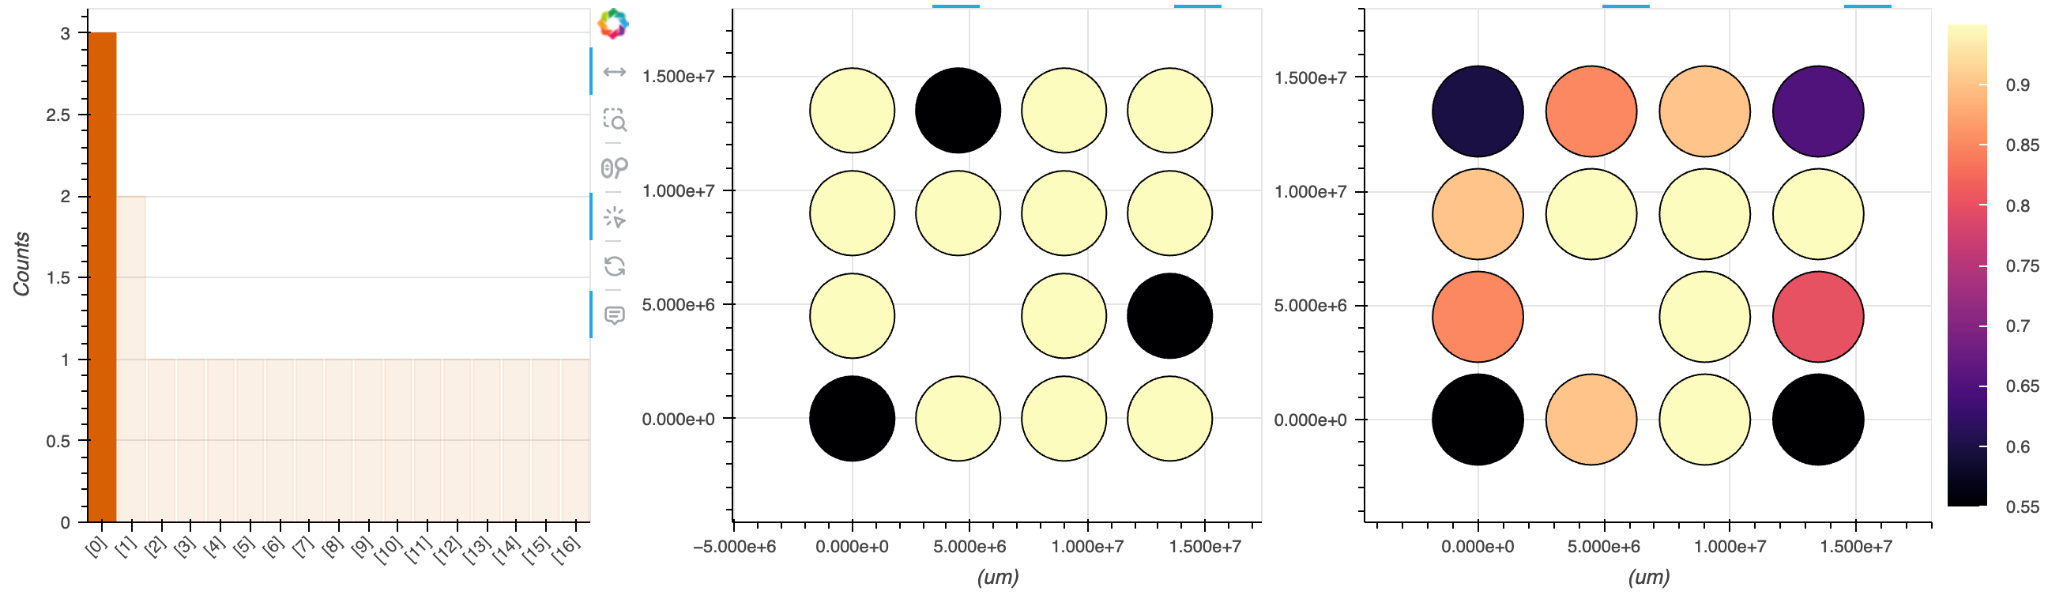 Counts
3
2.5
2
1.5
1
0.5
0
[0] [1] [2] [3] [4] [5] [6] [7] [8] [9] [10] [11] [12] [13] [14] [15] [16]
1.500e+7
1.000e+7
5.000e+6
0.000e+0
−5.000e+6 0.000e+0 5.000e+6 1.000e+7 1.500e+7
(um)
1.500e+7
1.000e+7
5.000e+6
0.000e+0
0.000e+0 5.000e+6 1.000e+7 1.500e+7
(um)
0.9
0.85
0.8
0.75
0.7
0.65
0.6
0.55